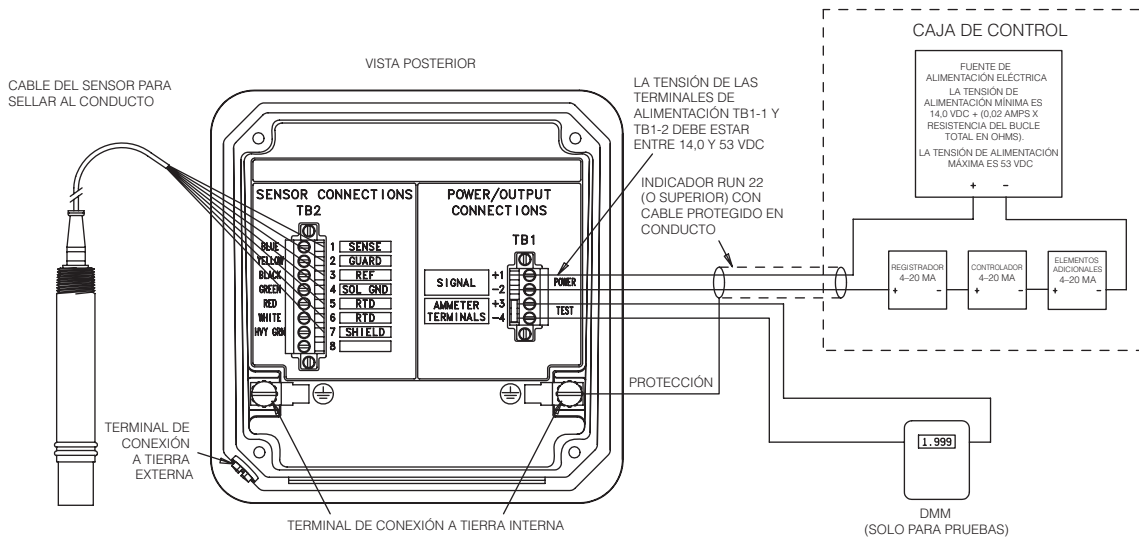 CAJA DE CONTROL
FUENTE DE
ALIMENTACIÓN ELÉCTRICA
LA TENSIÓN DE
ALIMENTACIÓN MÍNIMA ES
14,0 VDC + (0,02 AMPS X
RESISTENCIA DEL BUCLE
TOTAL EN OHMS).
LA TENSIÓN DE ALIMENTACIÓN
MÁXIMA ES 53 VDC
+ −
VISTA POSTERIOR
CABLE DEL SENSOR PARA
SELLAR AL CONDUCTO
LA TENSIÓN DE LAS
TERMINALES DE
ALIMENTACIÓN TB1-1 Y
TB1-2 DEBE ESTAR
ENTRE 14,0 Y 53 VDC
INDICADOR RUN 22
(O SUPERIOR) CON
CABLE PROTEGIDO EN
CONDUCTO
SENSOR CONNECTIONS
TB2
BLUE 1 SENSE
YELLOW 2 GUARD
BLACK 3 REF
GREEN 4 SOL GND
RED 5 RTD
WHITE 6 RTD
HVY GRN 7 SHIELD
8
POWER/OUTPUT
CONNECTIONS
TB1
SIGNAL
+1
-2
POWER
AMMETER
TERMINALS
+3
-4
TEST
REGISTRADOR
4–20 MA
+ −
CONTROLADOR
4–20 MA
+ −
ELEMENTOS
ADICIONALES
4–20 MA
+ −
PROTECCIÓN
TERMINAL DE
CONEXIÓN
A TIERRA
EXTERNA
TERMINAL DE CONEXIÓN A TIERRA INTERNA
1.999
DMM
(SOLO PARA PRUEBAS)